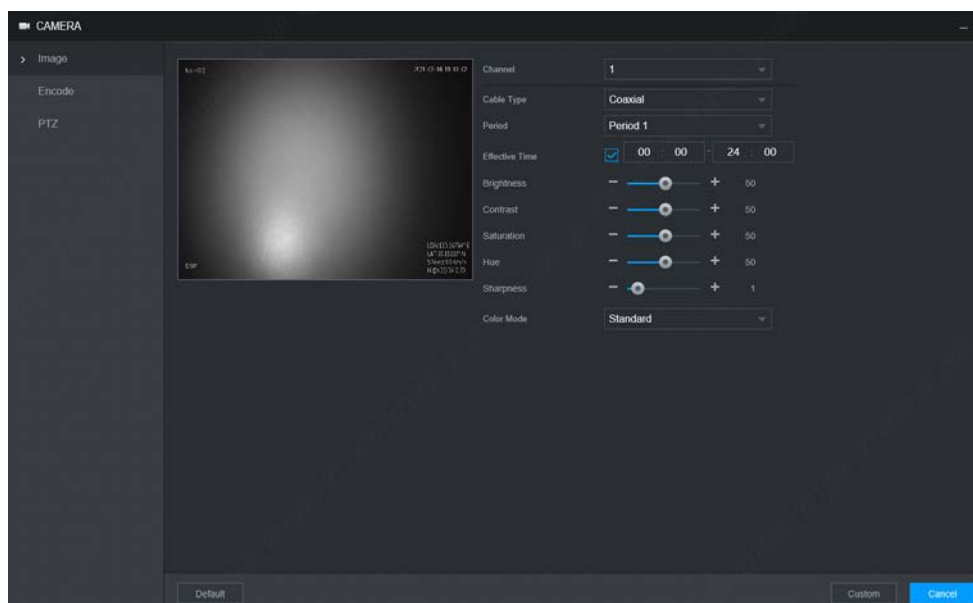 CAMERA
Image
Encode
PTZ
Channel 1
Cable Type Coaxial
Period Period 1
Effective Time 00 : 00 - 24 : 00
Brightness − + 50
Contrast − + 50
Saturation − + 50
Hue − + 50
Sharpness − + 1
Color Mode Standard
Default Custom Cancel